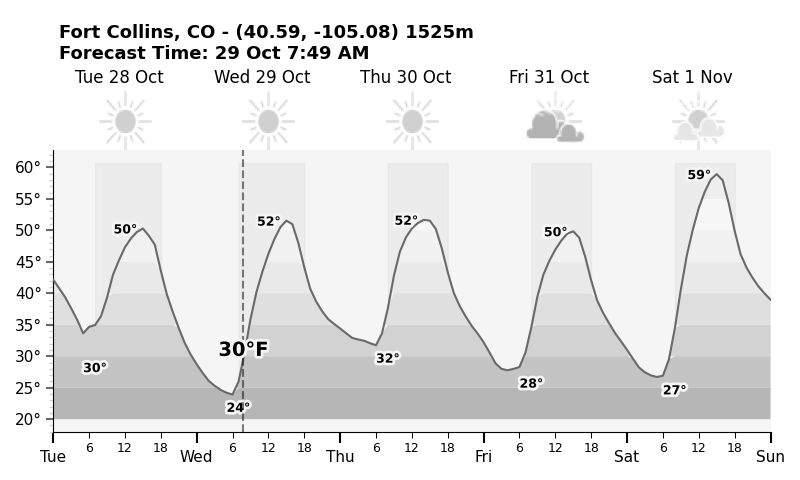 Fort Collins, CO - (40.59, -105.08) 1525m
Forecast Time: 29 Oct 7:49 AM
Tue 28 Oct Wed 29 Oct Thu 30 Oct Fri 31 Oct Sat 1 Nov
60°
59°
55°
50° 52° 52° 50°
50°
45°
40°
35°
30°F
32°
30°
30°
28°
27°
25°
24°
20°
6 12 18 6 12 18 6 12 18 6 12 18 6 12 18
Tue Wed Thu Fri Sat Sun